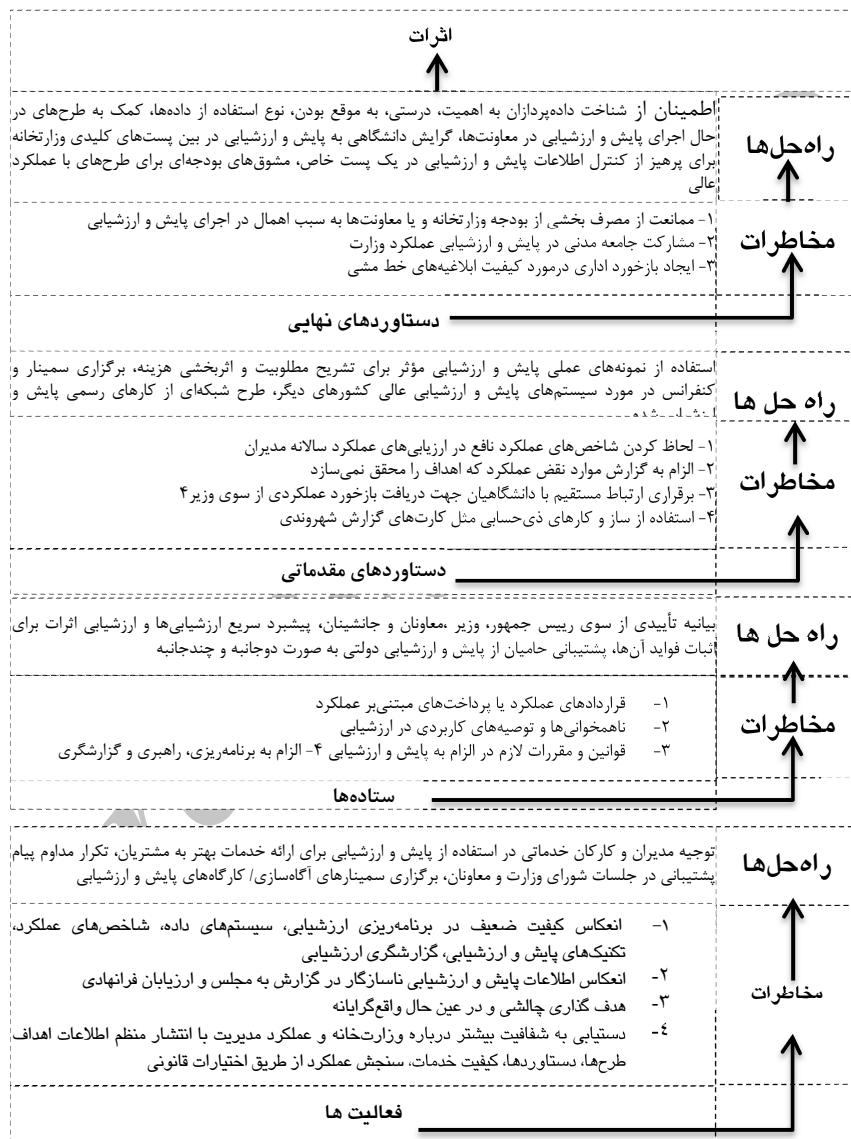 اثرات
راه‌حل‌ها
اطمینان از شناخت داده‌پردازان به اهمیت، درستی، به موقع بودن، نوع استفاده از داده‌ها، کمک به طرح‌های در
حال اجرای پایش و ارزشیابی در معاونت‌ها، گرایش دانشگاهی به پایش و ارزشیابی در بین پست‌های کلیدی وزارتخانه
برای پرهیز از کنترل اطلاعات پایش و ارزشیابی در یک پست خاص، مشوق‌های بودجه‌ای برای طرح‌های با عملکرد
عالی
مخاطرات
۱- ممانعت از مصرف بخشی از بودجه وزارتخانه و یا معاونت‌ها به سبب اهمال در اجرای پایش و ارزشیابی
۲- مشارکت جامعه مدنی در پایش و ارزشیابی عملکرد وزارت
۳- ایجاد بازخورد اداری درمورد کیفیت ابلاغیه‌های خط مشی
دستاوردهای نهایی
راه حل ها
استفاده از نمونه‌های عملی پایش و ارزشیابی مؤثر برای تشریح مطلوبیت و اثربخشی هزینه، برگزاری سمینار و
کنفرانس در مورد سیستم‌های پایش و ارزشیابی عالی کشورهای دیگر، طرح شبکه‌ای از کارهای رسمی پایش و
مخاطرات
۱- لحاظ کردن شاخص‌های عملکرد نافع در ارزیابی‌های عملکرد سالانه مدیران
۲- الزام به گزارش موارد نقض عملکرد که اهداف را محقق نمی‌سازد
۳- برقراری ارتباط مستقیم با دانشگاهیان جهت دریافت بازخورد عملکردی از سوی وزیر۴
۴- استفاده از ساز و کارهای ذی‌حسابی مثل کارت‌های گزارش شهروندی
دستاوردهای مقدماتی
راه حل ها
بیانیه تأییدی از سوی رییس جمهور، وزیر ،معاونان و جانشینان، پیشبرد سریع ارزشیابی‌ها و ارزشیابی اثرات برای
اثبات فواید آن‌ها، پشتیبانی حامیان از پایش و ارزشیابی دولتی به صورت دوجانبه و چندجانبه
مخاطرات
۱- قراردادهای عملکرد یا پرداخت‌های مبتنی‌بر عملکرد
۲- ناهمخوانی‌ها و توصیه‌های کاربردی در ارزشیابی
۳- قوانین و مقررات لازم در الزام به پایش و ارزشیابی ۴- الزام به برنامه‌ریزی، راهبری و گزارشگری
ستاده‌ها
راه‌حل‌ها
توجیه مدیران و کارکان خدماتی در استفاده از پایش و ارزشیابی برای ارائه خدمات بهتر به مشتریان، تکرار مداوم پیام
پشتیبانی در جلسات شورای وزارت و معاونان، برگزاری سمینارهای آگاه‌سازی/ کارگاه‌های پایش و ارزشیابی
مخاطرات
۱- انعکاس کیفیت ضعیف در برنامه‌ریزی ارزشیابی، سیستم‌های داده، شاخص‌های عملکرد،
تکنیک‌های پایش و ارزشیابی، گزارشگری ارزشیابی
۲- انعکاس اطلاعات پایش و ارزشیابی ناسازگار در گزارش به مجلس و ارزیابان فرانهادی
۳- هدف گذاری چالشی و در عین حال واقع‌گرایانه
٤- دستیابی به شفافیت بیشتر درباره وزارت‌خانه و عملکرد مدیریت با انتشار منظم اطلاعات اهداف
طرح‌ها، دستاوردها، کیفیت خدمات، سنجش عملکرد از طریق اختیارات قانونی
فعالیت ها